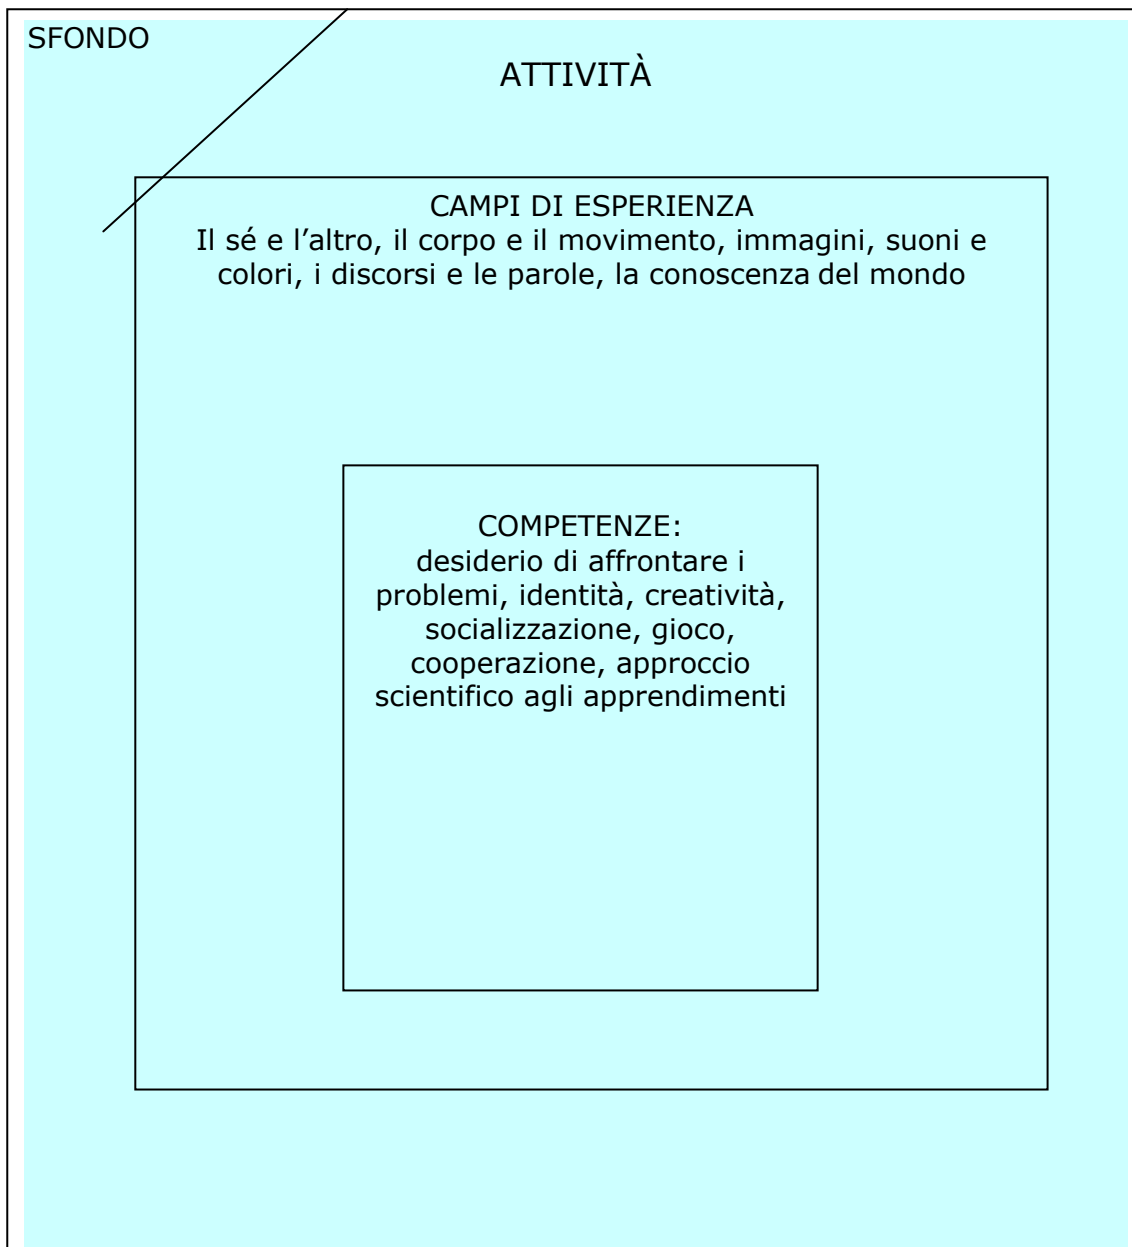 SFONDO
ATTIVITÀ
CAMPI DI ESPERIENZA
Il sé e l’altro, il corpo e il movimento, immagini, suoni e
colori, i discorsi e le parole, la conoscenza del mondo
COMPETENZE:
desiderio di affrontare i
problemi, identità, creatività,
socializzazione, gioco,
cooperazione, approccio
scientifico agli apprendimenti